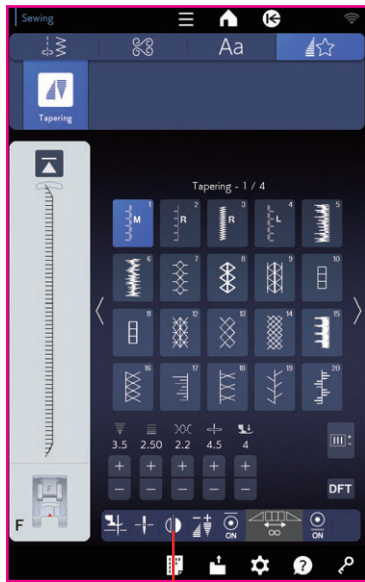 Sewing
Aa
Tapering
Tapering - 1 / 4
1 2 3 4 5
M R R L
6 7 8 9 10
11 12 13 14 15
16 17 18 19 20
3.5 2.50 2.2 4.5 4
+ + + + +
− − − − −
DFT
F
F
ON
ON
?